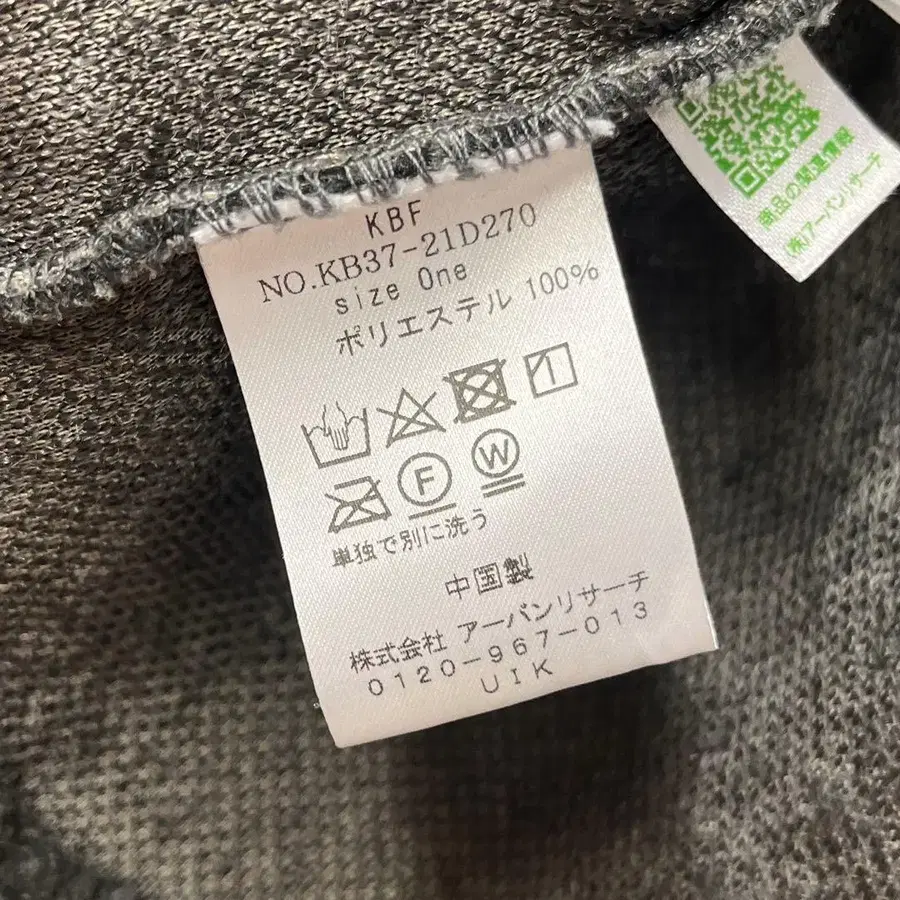 KBF
NO.KB37-21D270
size One
ポリエステル 100%
F
W
単独で別に洗う
中国製
株式会社 アーバンリサーチ
0120-967-013
UIK
商品の関連情報
(株)アーバンリサーチ